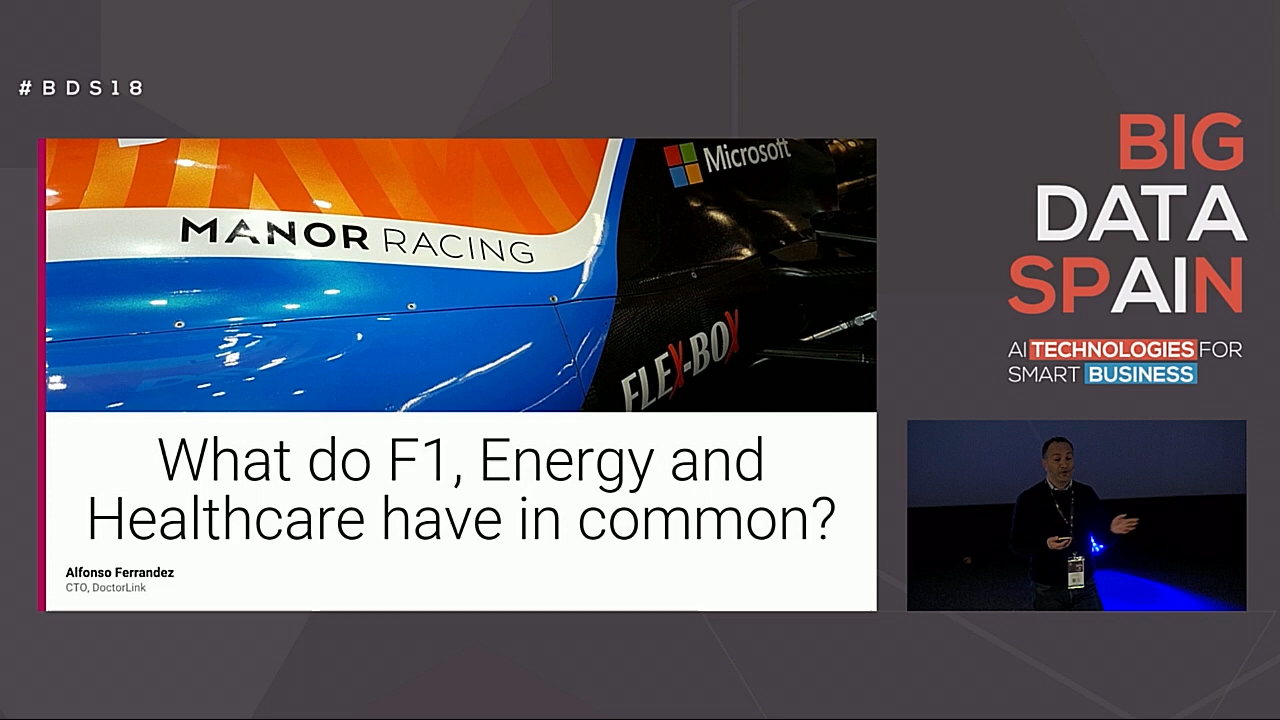 #BDS18
Microsoft
MANOR RACING
FLEX-BOX
What do F1, Energy and
Healthcare have in common?
Alfonso Ferrandez
CTO, DoctorLink
BIG
DATA
SPAIN
AI TECHNOLOGIES FOR
SMART BUSINESS